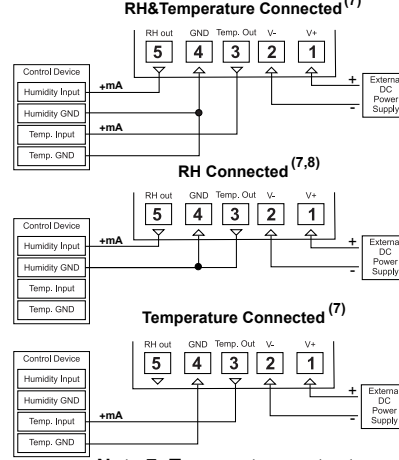 RH&Temperature Connected (7)
RH out GND Temp. Out V- V+
5 4 3 2 1
Control Device
Humidity Input
Humidity GND
Temp. Input
Temp. GND
+mA
+mA
+
-
External
DC
Power
Supply
RH Connected (7,8)
RH out GND Temp. Out V- V+
5 4 3 2 1
Control Device
Humidity Input
Humidity GND
Temp. Input
Temp. GND
+mA
+
-
External
DC
Power
Supply
Temperature Connected (7)
RH out GND Temp. Out V- V+
5 4 3 2 1
Control Device
Humidity Input
Humidity GND
Temp. Input
Temp. GND
+mA
+
-
External
DC
Power
Supply